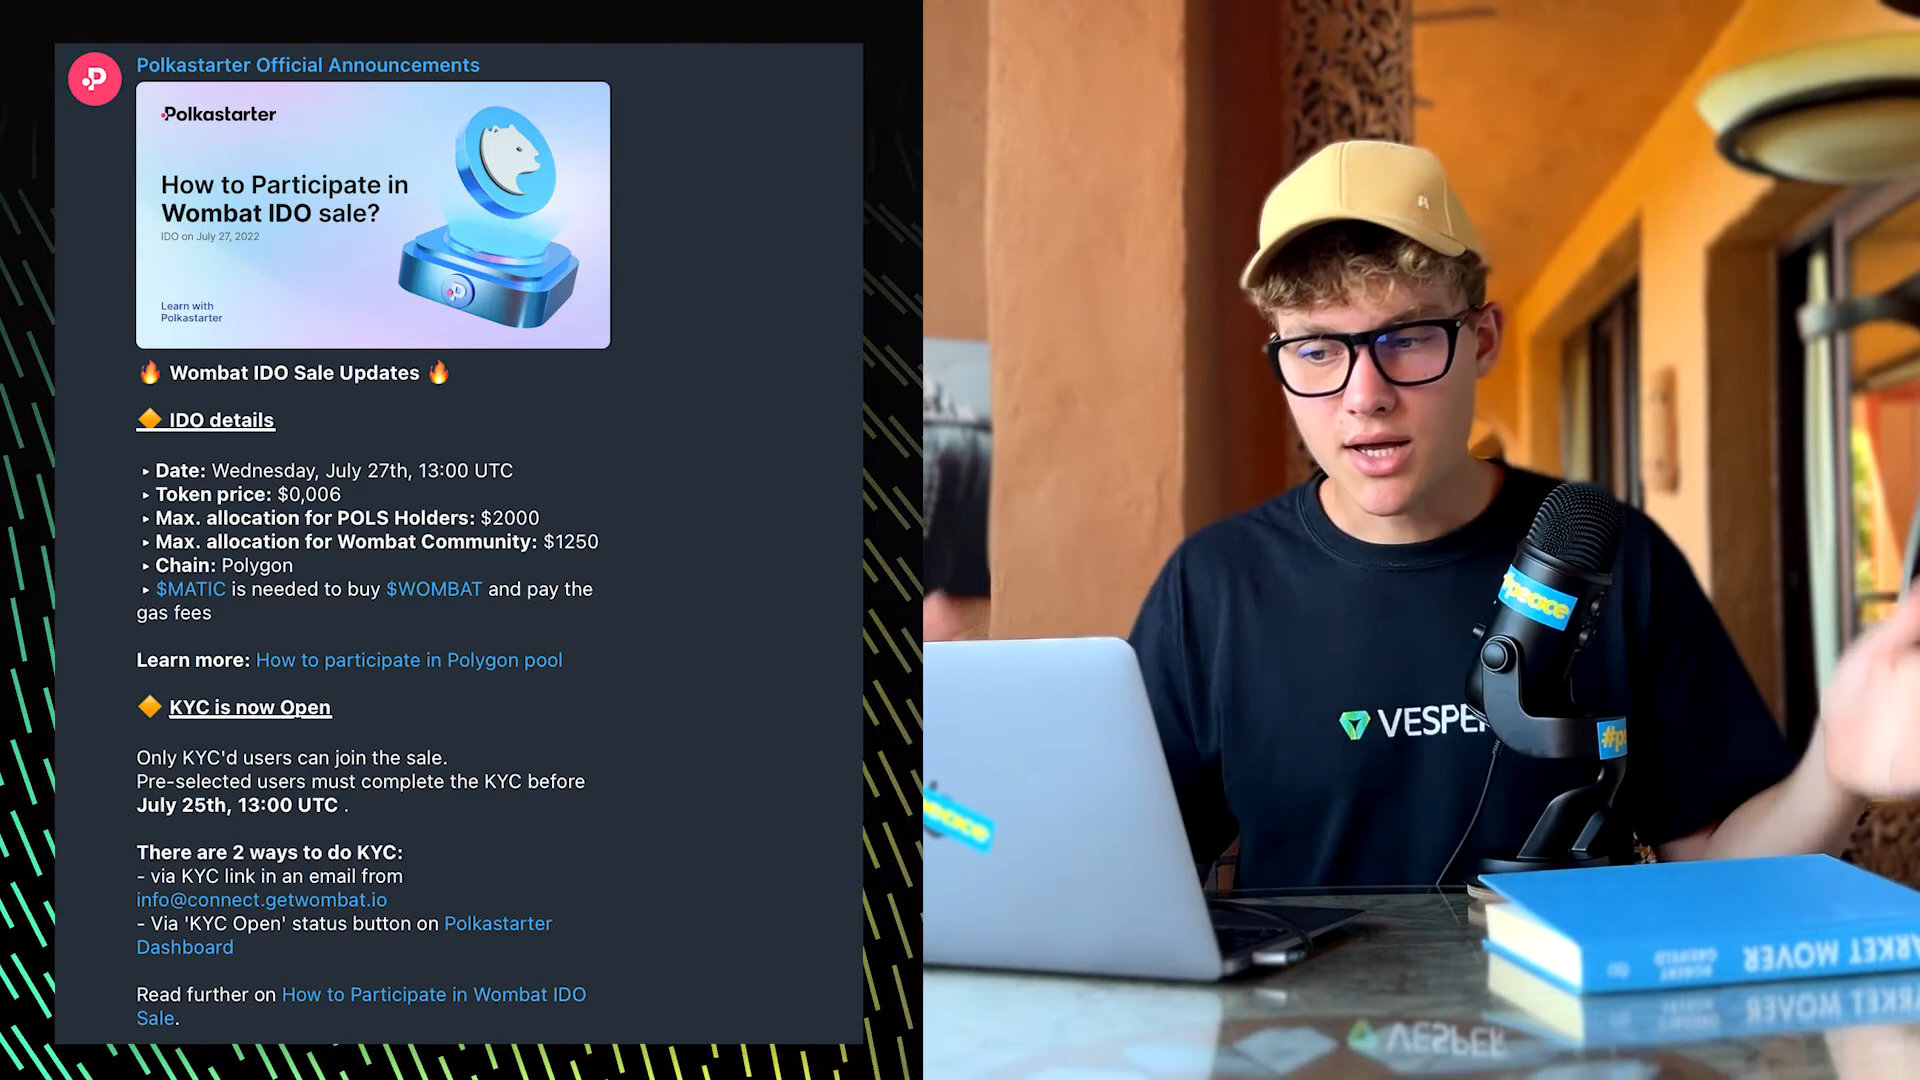 Polkastarter Official Announcements
Polkastarter
How to Participate in
Wombat IDO sale?
IDO on July 27, 2022
Learn with
Polkastarter
🔥 Wombat IDO Sale Updates 🔥
🔶 IDO details
‣ Date: Wednesday, July 27th, 13:00 UTC
‣ Token price: $0,006
‣ Max. allocation for POLS Holders: $2000
‣ Max. allocation for Wombat Community: $1250
‣ Chain: Polygon
‣ $MATIC is needed to buy $WOMBAT and pay the
gas fees
Learn more: How to participate in Polygon pool
🔶 KYC is now Open
Only KYC'd users can join the sale.
Pre-selected users must complete the KYC before
July 25th, 13:00 UTC .
There are 2 ways to do KYC:
- via KYC link in an email from
info@connect.getwombat.io
- Via 'KYC Open' status button on Polkastarter
Dashboard
Read further on How to Participate in Wombat IDO
Sale.
#peace
VESPER
#pe
peace
ARKET MOVER